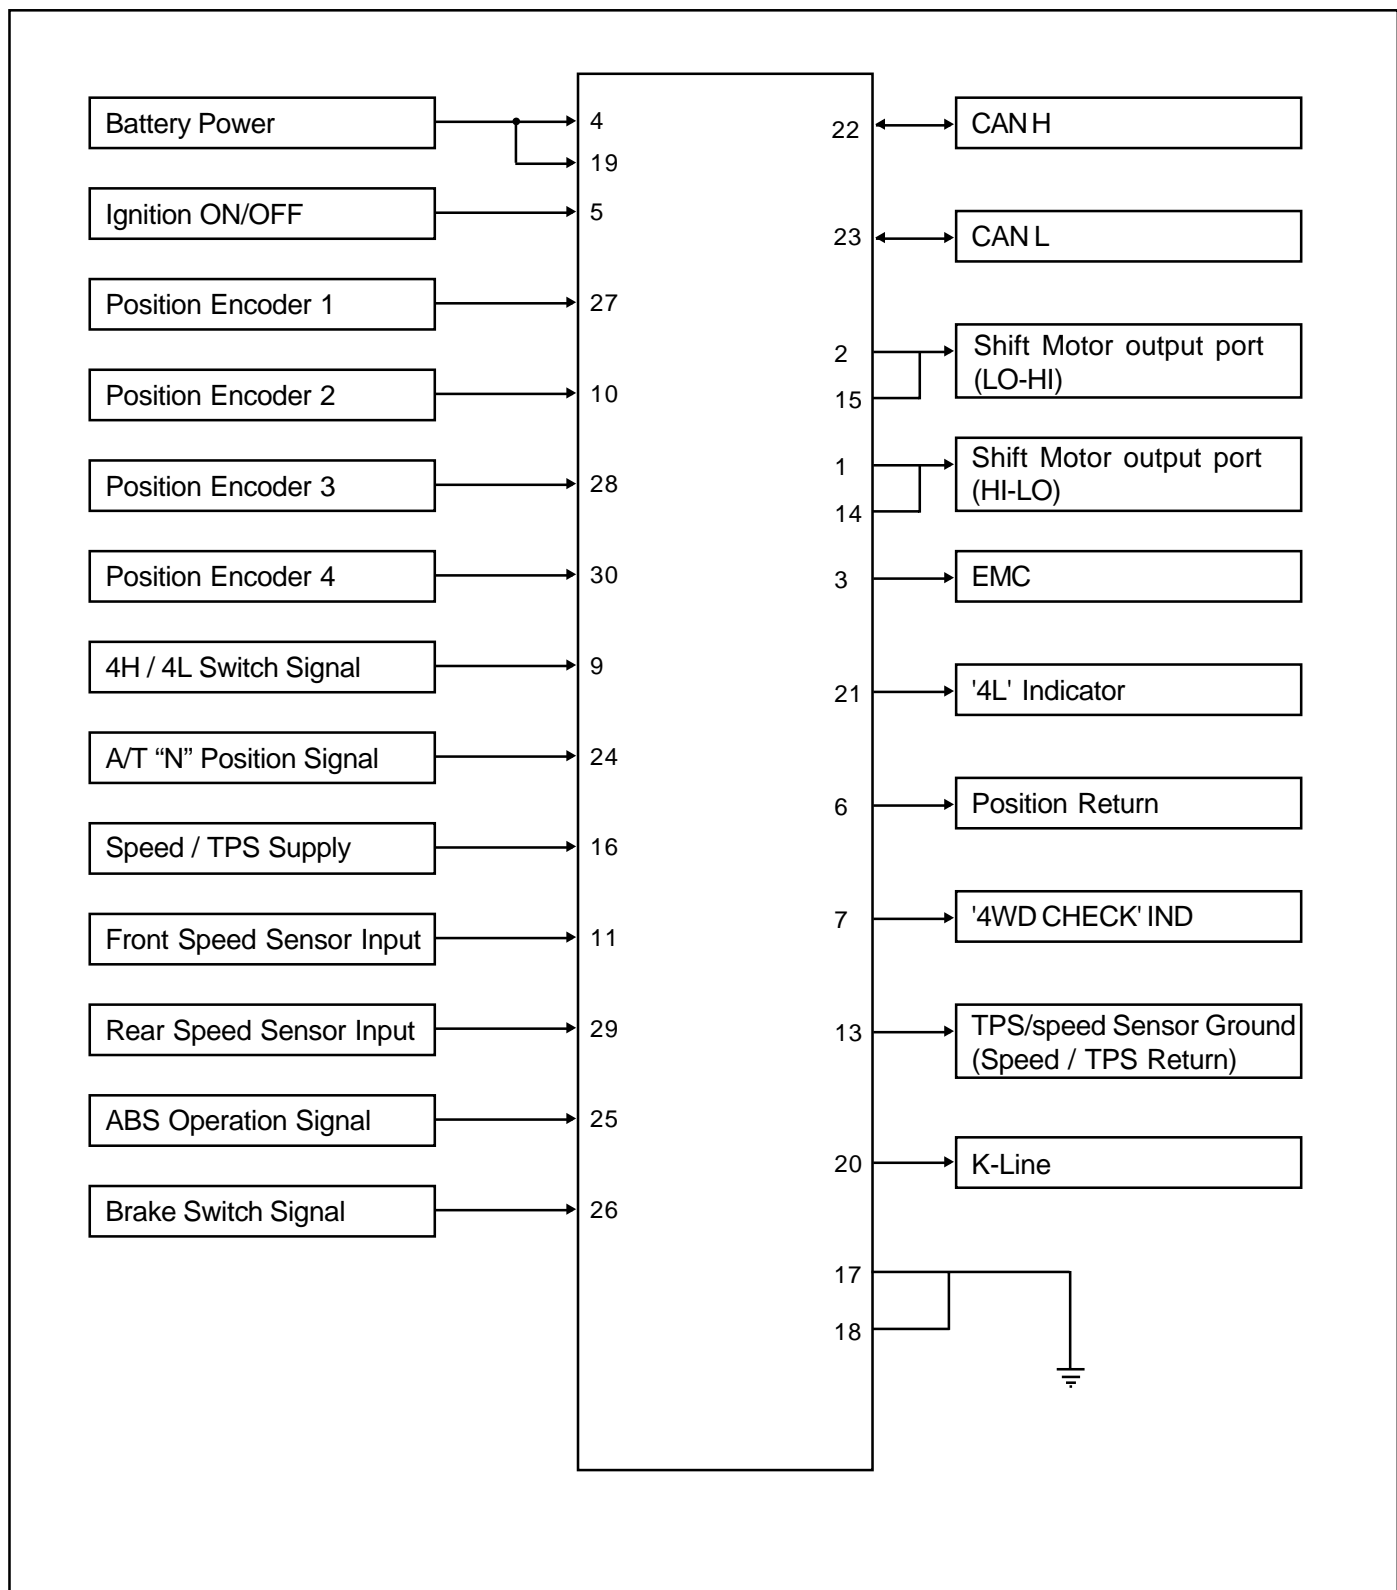 Battery Power
4
19
Ignition ON/OFF
5
Position Encoder 1
27
Position Encoder 2
10
Position Encoder 3
28
Position Encoder 4
30
4H / 4L Switch Signal
9
A/T “N” Position Signal
24
Speed / TPS Supply
16
Front Speed Sensor Input
11
Rear Speed Sensor Input
29
ABS Operation Signal
25
Brake Switch Signal
26
22
CAN H
23
CAN L
2
15
Shift Motor output port
(LO-HI)
1
14
Shift Motor output port
(HI-LO)
3
EMC
21
'4L' Indicator
6
Position Return
7
'4WD CHECK' IND
13
TPS/speed Sensor Ground
(Speed / TPS Return)
20
K-Line
17
18